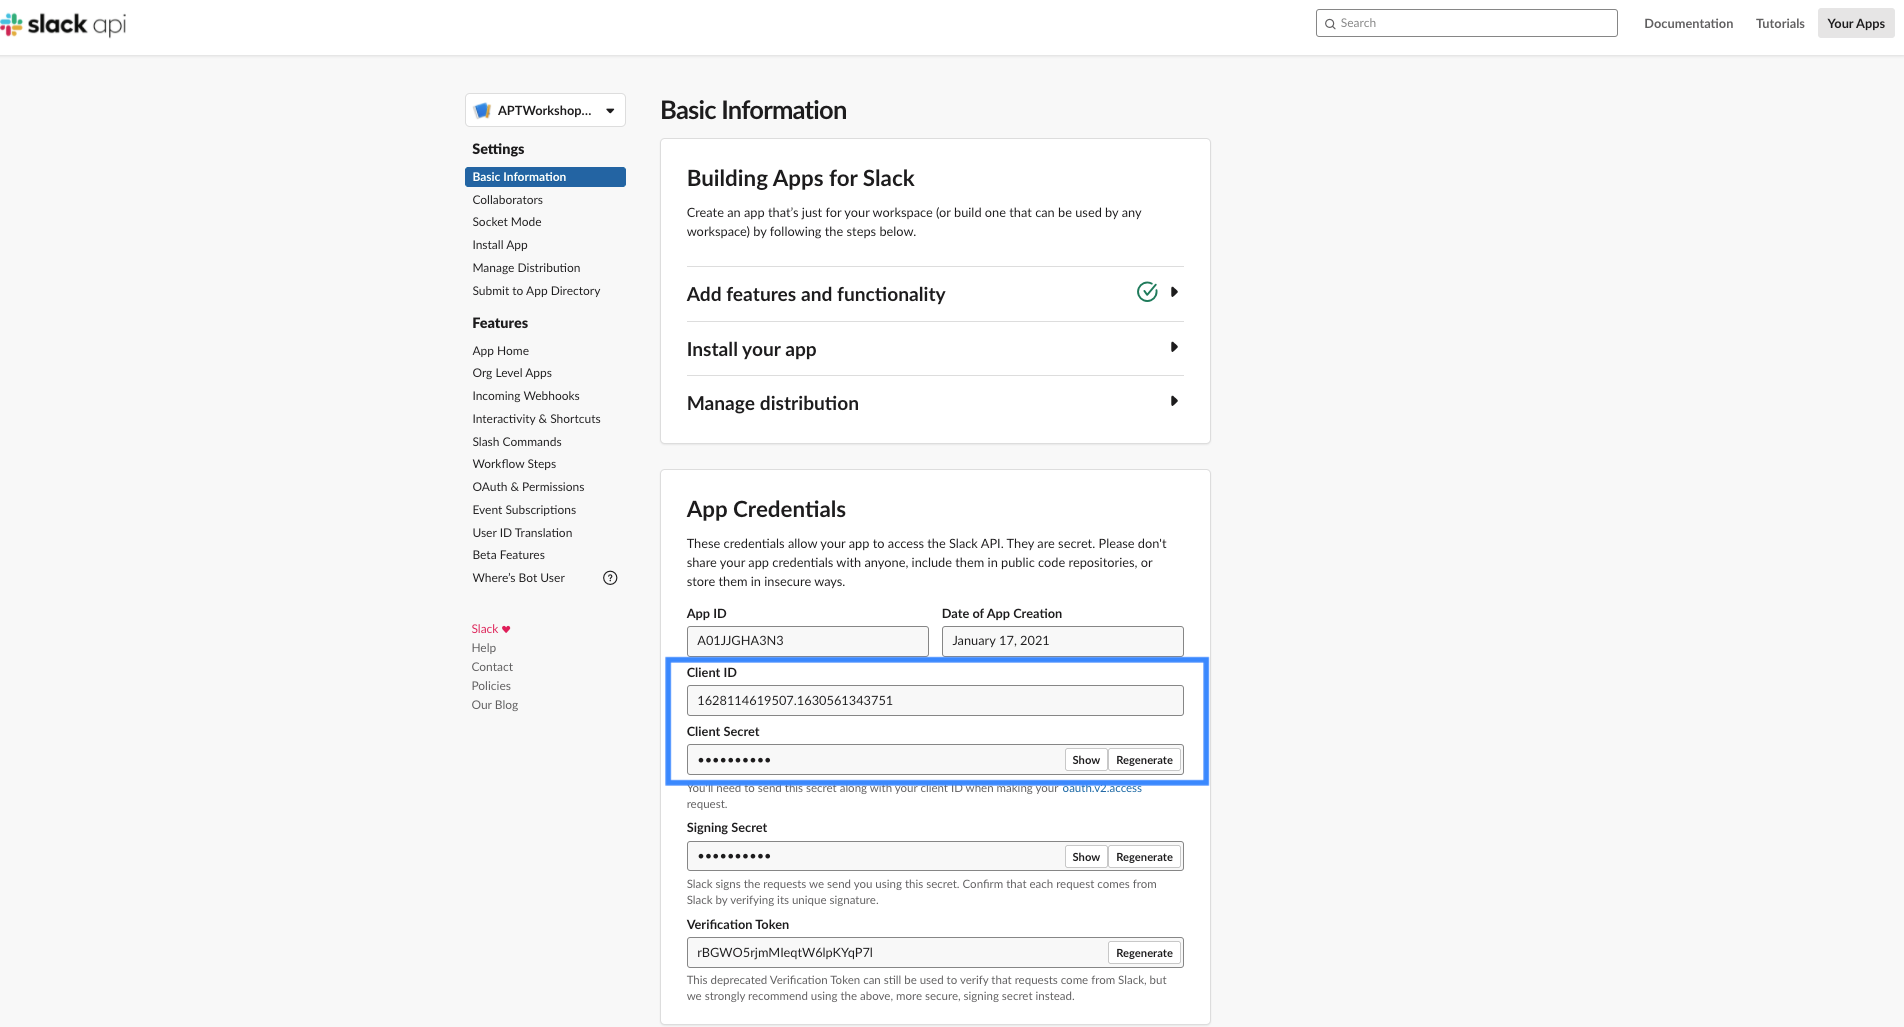 slack api
Search
Documentation
Tutorials
Your Apps
APTWorkshop...
Settings
Basic Information
Collaborators
Socket Mode
Install App
Manage Distribution
Submit to App Directory
Features
App Home
Org Level Apps
Incoming Webhooks
Interactivity & Shortcuts
Slash Commands
Workflow Steps
OAuth & Permissions
Event Subscriptions
User ID Translation
Beta Features
Where's Bot User
Slack
Help
Contact
Policies
Our Blog
Basic Information
Building Apps for Slack
Create an app that's just for your workspace (or build one that can be used by any
workspace) by following the steps below.
Add features and functionality
Install your app
Manage distribution
App Credentials
These credentials allow your app to access the Slack API. They are secret. Please don't
share your app credentials with anyone, include them in public code repositories, or
store them in insecure ways.
App ID
Date of App Creation
A01JJGHA3N3
January 17, 2021
Client ID
1628114619507.1630561343751
Client Secret
••••••••••
Show
Regenerate
You'll need to send this secret along with your client ID when making your oauth.v2.access
request.
Signing Secret
••••••••••
Show
Regenerate
Slack signs the requests we send you using this secret. Confirm that each request comes from
Slack by verifying its unique signature.
Verification Token
rBGWO5rjmMIeqtW6lpKYqP7l
Regenerate
This deprecated Verification Token can still be used to verify that requests come from Slack, but
we strongly recommend using the above, more secure, signing secret instead.